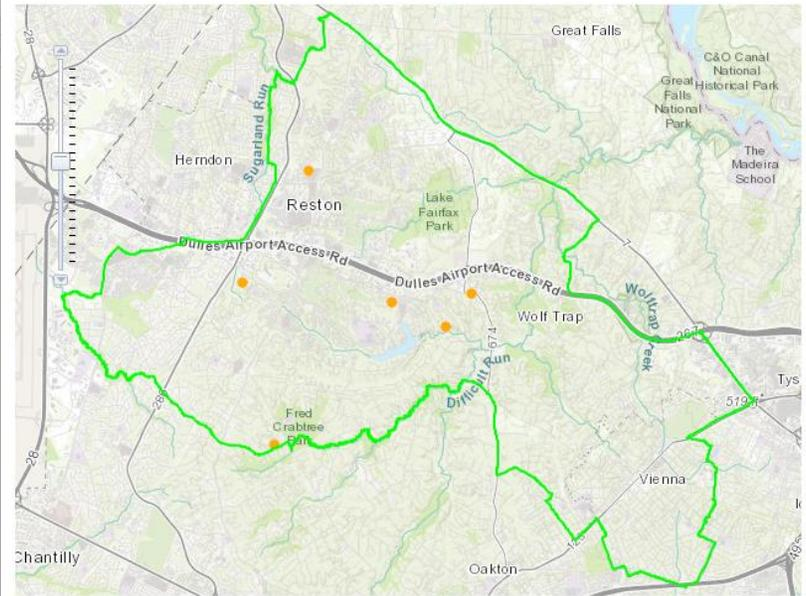 28
Great Falls
C&O Canal
National
Historical Park
Great
Falls
National
Park
The
Madeira
School
Sugarland Run
Herndon
Reston
Lake
Fairfax
Park
7
Dulles Airport Access Rd
Dulles Airport Access Rd
Wolftrap Creek
Wolf Trap
267
674
Difficult Run
Tys
286
Fred
Crabtree
Park
28
Vienna
123
Chantilly
Oakton